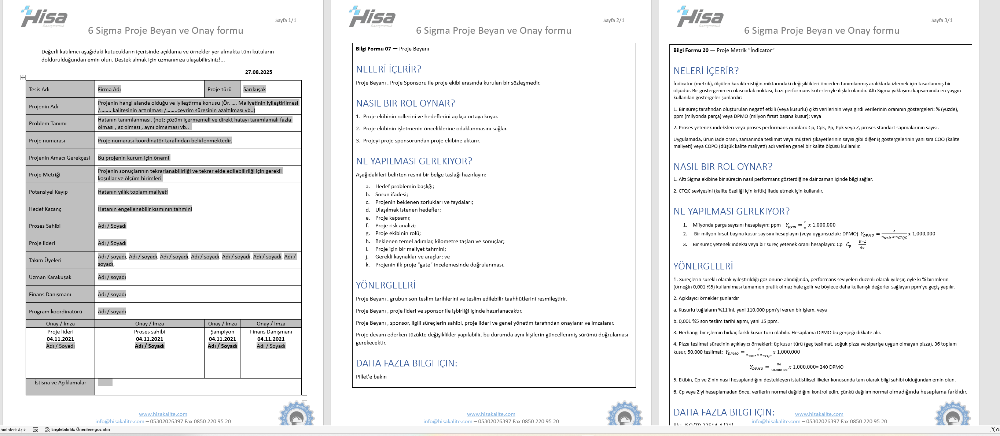 Hisa
Danışmanlık
Sayfa 1/1
6 Sigma Proje Beyan ve Onay formu
Değerli katılımcı aşağıdaki kutucukların içerisinde açıklama ve örnekler yer almakta tüm kutuların
doldurulduğundan emin olun. Destek almak için uzmanınıza ulaşabilirsiniz!...
27.08.2025
Tesis Adı Firma Adı Proje türü Sarıkuşak
Projenin Adı Projenin hangi alanda olduğu ve iyileştirme konusu (Ör. .... Maliyetinin iyileştirilmesi
/........ kalitesinin artırılması /........çevrim süresinin azaltılması vb..)
Problem Tanımı Hatanın tanımlanması. (not; çözüm içermemeli ve direkt hatayı tanımlamalı fazla
olması , az olması , aynı olmaması vb..
Proje numarası Proje numarası koordinatör tarafından belirlenmektedir.
Projenin Amacı Gerekçesi Bu projenin kurum için önemi
Proje Metriği Projenin sonuçlarının tekrarlanabilirliği ve tekrar elde edilebilirliği için gerekli
koşullar ve ölçüm birimleri
Potansiyel Kayıp Hatanın yıllık toplam maliyeti
Hedef Kazanç Hatanın engellenebilir kısmının tahmini
Proses Sahibi Adı / Soyadı
Proje lideri Adı / Soyadı
Takım Üyeleri Adı / soyadı, Adı / soyadı, Adı / soyadı, Adı / soyadı, Adı / soyadı, Adı / soyadı, Adı /
soyadı,
Uzman Karakuşak Adı / soyadı
Finans Danışmanı Adı / soyadı
Program koordinatörü Adı / soyadı
Onay / İmza Onay / İmza Onay / İmza Onay / İmza
Proje lideri Proses sahibi Şampiyon Finans Danışmanı
04.11.2021 04.11.2021 04.11.2021 04.11.2021
Adı / Soyadı Adı / Soyadı Adı / Soyadı Adı / Soyadı
İstisna ve Açıklamalar
www.hisakalite.com
info@hisakalite.com – 05302026397 Fax 0850 220 95 20
ACCREDITED TRAINING ASSOC
Hisa
Danışmanlık
Sayfa 2/1
6 Sigma Proje Beyan ve Onay formu
Bilgi Formu 07 — Proje Beyanı
NELERİ İÇERİR?
Proje Beyanı , Proje Sponsoru ile proje ekibi arasında kurulan bir sözleşmedir.
NASIL BIR ROL OYNAR?
1. Proje ekibinin rollerini ve hedeflerini açıkça ortaya koyar.
2. Proje ekibinin işletmenin önceliklerine odaklanmasını sağlar.
3. Projeyi proje sponsorundan proje ekibine aktarır.
NE YAPILMASI GEREKIYOR?
Aşağıdakileri belirten resmi bir belge taslağı hazırlayın:
a. Hedef problemin başlığı;
b. Sorun ifadesi;
c. Projenin beklenen zorlukları ve faydaları;
d. Ulaşılmak istenen hedefler;
e. Proje kapsamı;
f. Proje risk analizi;
g. Proje ekibinin rolü;
h. Beklenen temel adımlar, kilometre taşları ve sonuçlar;
i. Proje için bir maliyet tahmini;
j. Gerekli kaynaklar ve araçlar; ve
k. Projenin ilk proje "gate" incelemesinde doğrulanması.
YÖNERGELERİ
Proje Beyanı , grubun son teslim tarihlerini ve teslim edilebilir taahhütlerini resmileştirir.
Proje Beyanı , proje lideri ve sponsor ile işbirliği içinde hazırlanacaktır.
Proje Beyanı , sponsor, ilgili süreçlerin sahibi, proje lideri ve genel yönetim tarafından onaylanır ve imzalanır.
Proje devam ederken tüzükte değişiklikler yapılabilir, bu durumda aynı kişilerin güncellenmiş sürümü doğrulaması
gerekecektir.
DAHA FAZLA BILGI IÇIN:
Pillet'e bakın
www.hisakalite.com
info@hisakalite.com – 05302026397 Fax 0850 220 95 20
ACCREDITED TRAINING ASSOC
Hisa
Danışmanlık
Sayfa 3/1
6 Sigma Proje Beyan ve Onay formu
Bilgi Formu 20 — Proje Metrik “İndicator”
NELERİ İÇERİR?
İndicator (metrik), ölçülen karakteristiğin miktarındaki değişiklikleri önceden tanımlanmış aralıklarla izlemek için tasarlanmış bir
ölçüdür. Bir göstergenin en olası odak noktası, bazı performans kriterleriyle ilişkili olandır. Altı Sigma yaklaşımı kapsamında en yaygın
kullanılan göstergeler şunlardır:
1. Bir süreç tarafından oluşturulan negatif etkili (veya kusurlu) çıktı verilerinin veya girdi verilerinin oranının göstergeleri: % (yüzde),
ppm (milyonda parça) veya DPMO (milyon fırsat başına kusur); veya
2. Proses yetenek indeksleri veya proses performans oranları: Cp, Cpk, Pp, Ppk veya Z, proses standart sapmalarının sayısı.
Uygulamada, ürün iade oranı, zamanında teslimat veya müşteri şikayetlerinin sayısı gibi diğer iş göstergelerinin yanı sıra COQ (kalite
maliyeti) veya COPQ (düşük kalite maliyeti) adı verilen genel bir kalite ölçüsü kullanılır.
NASIL BIR ROL OYNAR?
1. Altı Sigma ekibine bir sürecin nasıl performans gösterdiğine dair zaman içinde bilgi sağlar.
2. CTQC seviyesini (kalite özelliği için kritik) ifade etmek için kullanılır.
NE YAPILMASI GEREKIYOR?
1. Milyonda parça sayısını hesaplayın: ppm Y_ppm = c/n x 1,000,000
2. Bir milyon fırsat başına kusur sayısını hesaplayın (veya uygunsuzluk: DPMO) Y_DPMO = c/(n_unit x n_CTQC) x 1,000,000
3. Bir süreç yetenek indeksi veya bir süreç yetenek oranı hesaplayın: Cp C_p = (U−L)/6σ
YÖNERGELERİ
1. Süreçlerin sürekli olarak iyileştirildiği göz önüne alındığında, performans seviyeleri düzenli olarak iyileşir, öyle ki % birimlerin
(örneğin 0,001 %5) kullanılması tamamen pratik olmaz hale gelir ve böylece daha kullanışlı değerler sağlayan ppm'ye geçiş yapılır.
2. Açıklayıcı örnekler şunlardır
a. Kusurlu tuğlaların %11'ini, yani 110.000 ppm'yi veren bir işlem, veya
b. 0,001 %5 son teslim tarihi aşımı, yani 15 ppm.
3. Herhangi bir işlemin birkaç farklı kusur türü olabilir. Hesaplama DPMO bu gerçeği dikkate alır.
4. Pizza teslimat sürecinin açıklayıcı örnekleri: üç kusur türü (geç teslimat, soğuk pizza ve siparişe uygun olmayan pizza), 36 toplam
kusur, 50.000 teslimat: Y_DPMO = c/(n_unit x n_CTQC) x 1,000,000
Y_DPMO = 36/(50.000 x3) x 1,000,000= 240 DPMO
5. Ekibin, Cp ve Z'nin nasıl hesaplandığını destekleyen istatistiksel ilkeler konusunda tam olarak bilgi sahibi olduğundan emin olun.
6. Cp veya Z'yi hesaplamadan önce, verilerin normal dağıldığını kontrol edin, çünkü dağılım normal olmadığında hesaplama farklıdır.
DAHA FAZLA BILGI IÇIN:
www.hisakalite.com
info@hisakalite.com – 05302026397 Fax 0850 220 95 20
ACCREDITED TRAINING ASSOC
hminleri: Açık
Erişilebilirlik: Önerilere göz atın